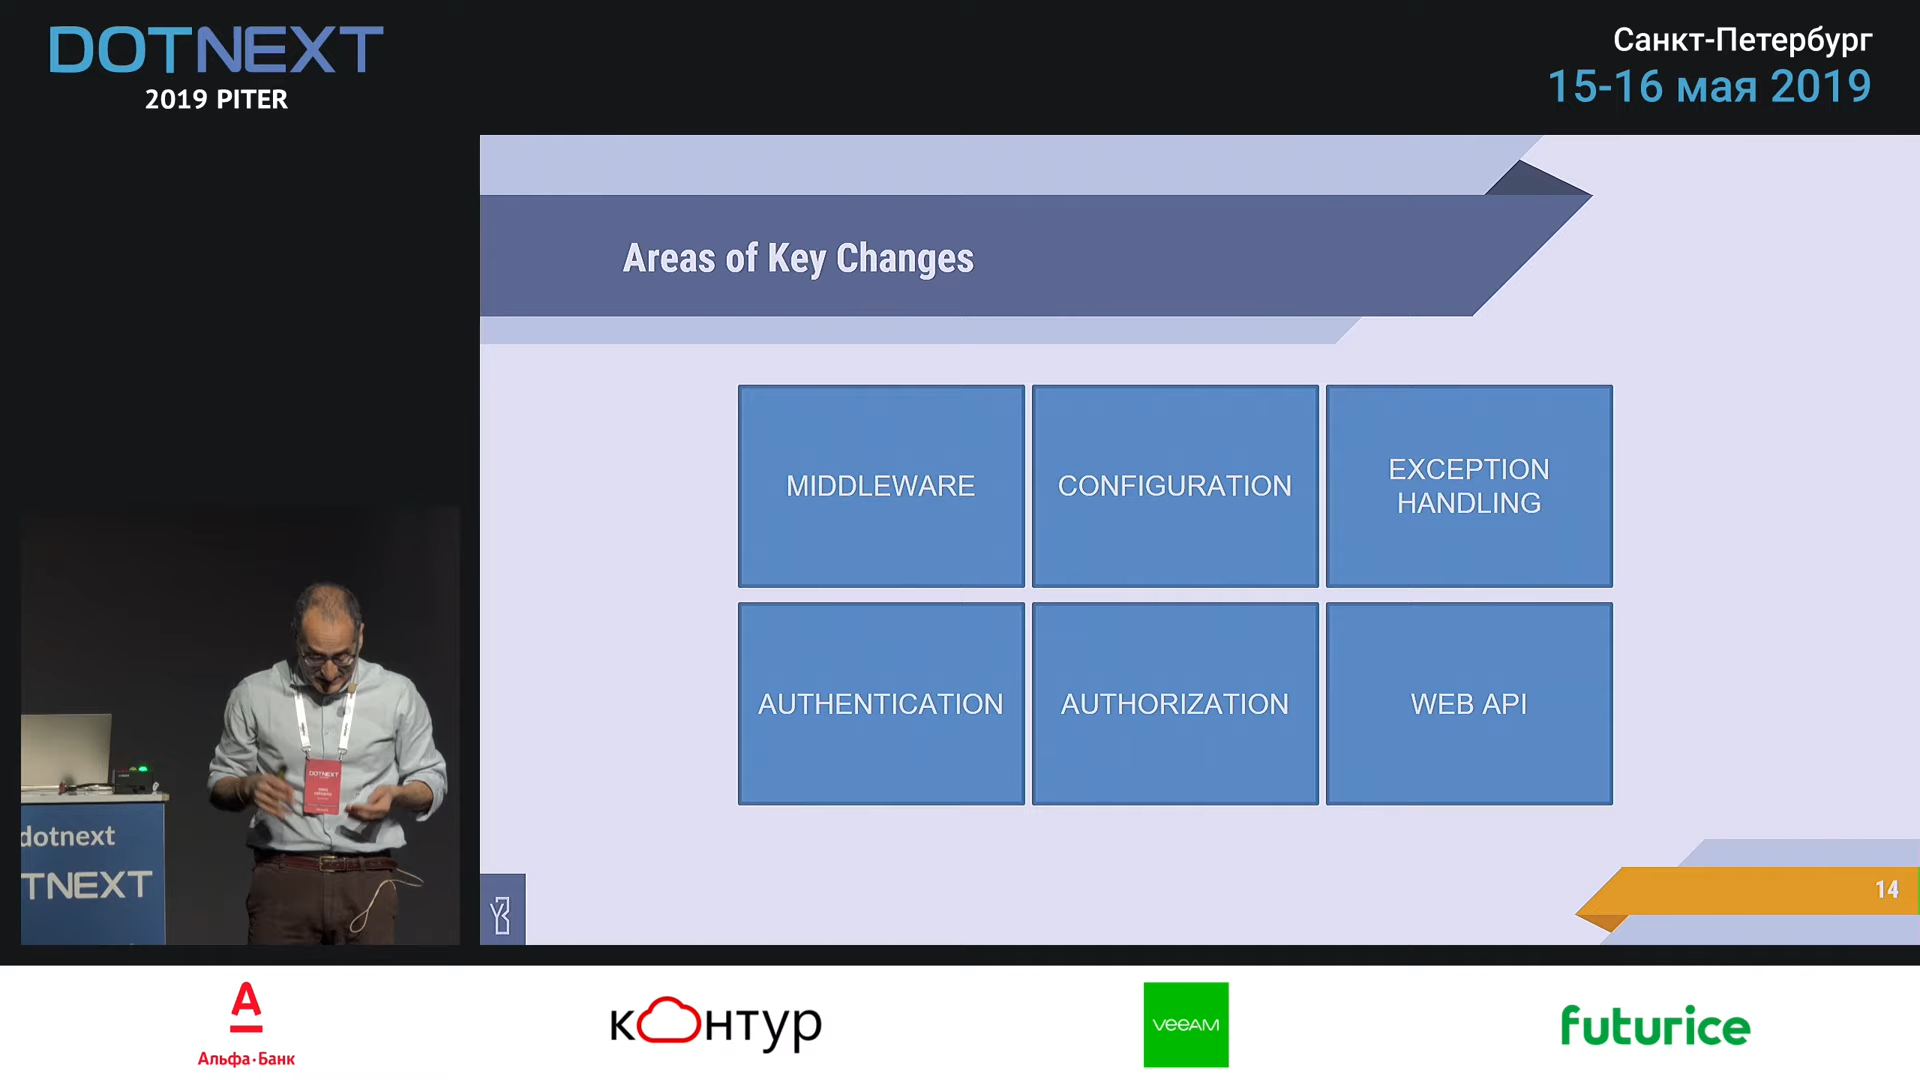 DOTNEXT
2019 PITER
Санкт-Петербург
15-16 мая 2019
Areas of Key Changes
MIDDLEWARE
CONFIGURATION
EXCEPTION
HANDLING
AUTHENTICATION
AUTHORIZATION
WEB API
14
DOTNEXT
dotnext
TNEXT
Альфа·Банк
контур
veeAM
futurice